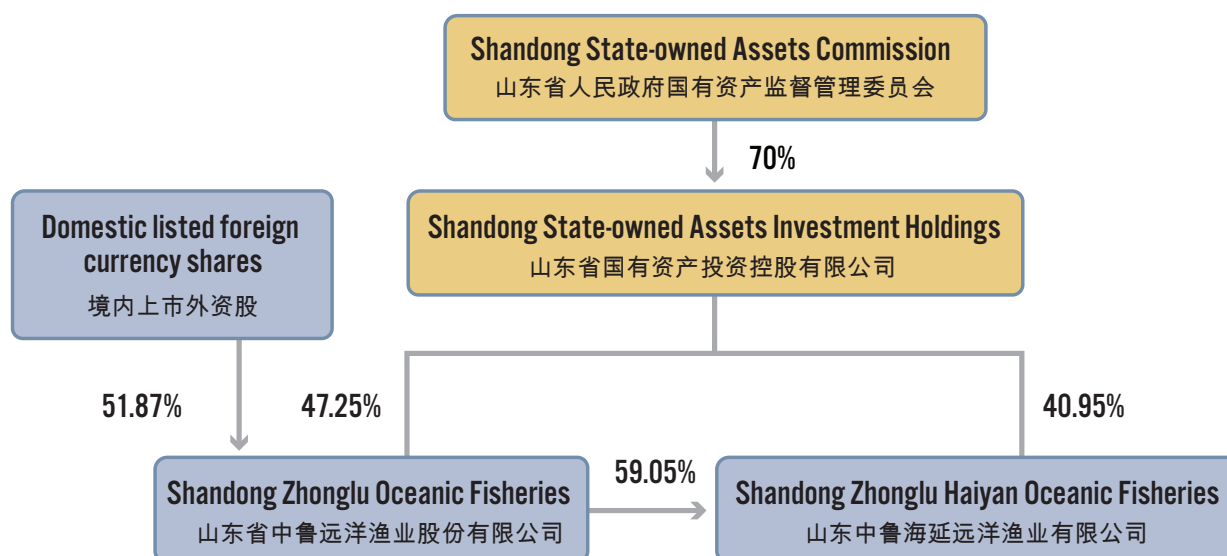 Shandong State-owned Assets Commission
山东省人民政府国有资产监督管理委员会
70%
Domestic listed foreign
currency shares
境内上市外资股
Shandong State-owned Assets Investment Holdings
山东省国有资产投资控股有限公司
51.87%
47.25%
40.95%
59.05%
Shandong Zhonglu Oceanic Fisheries
山东省中鲁远洋渔业股份有限公司
Shandong Zhonglu Haiyan Oceanic Fisheries
山东中鲁海延远洋渔业有限公司